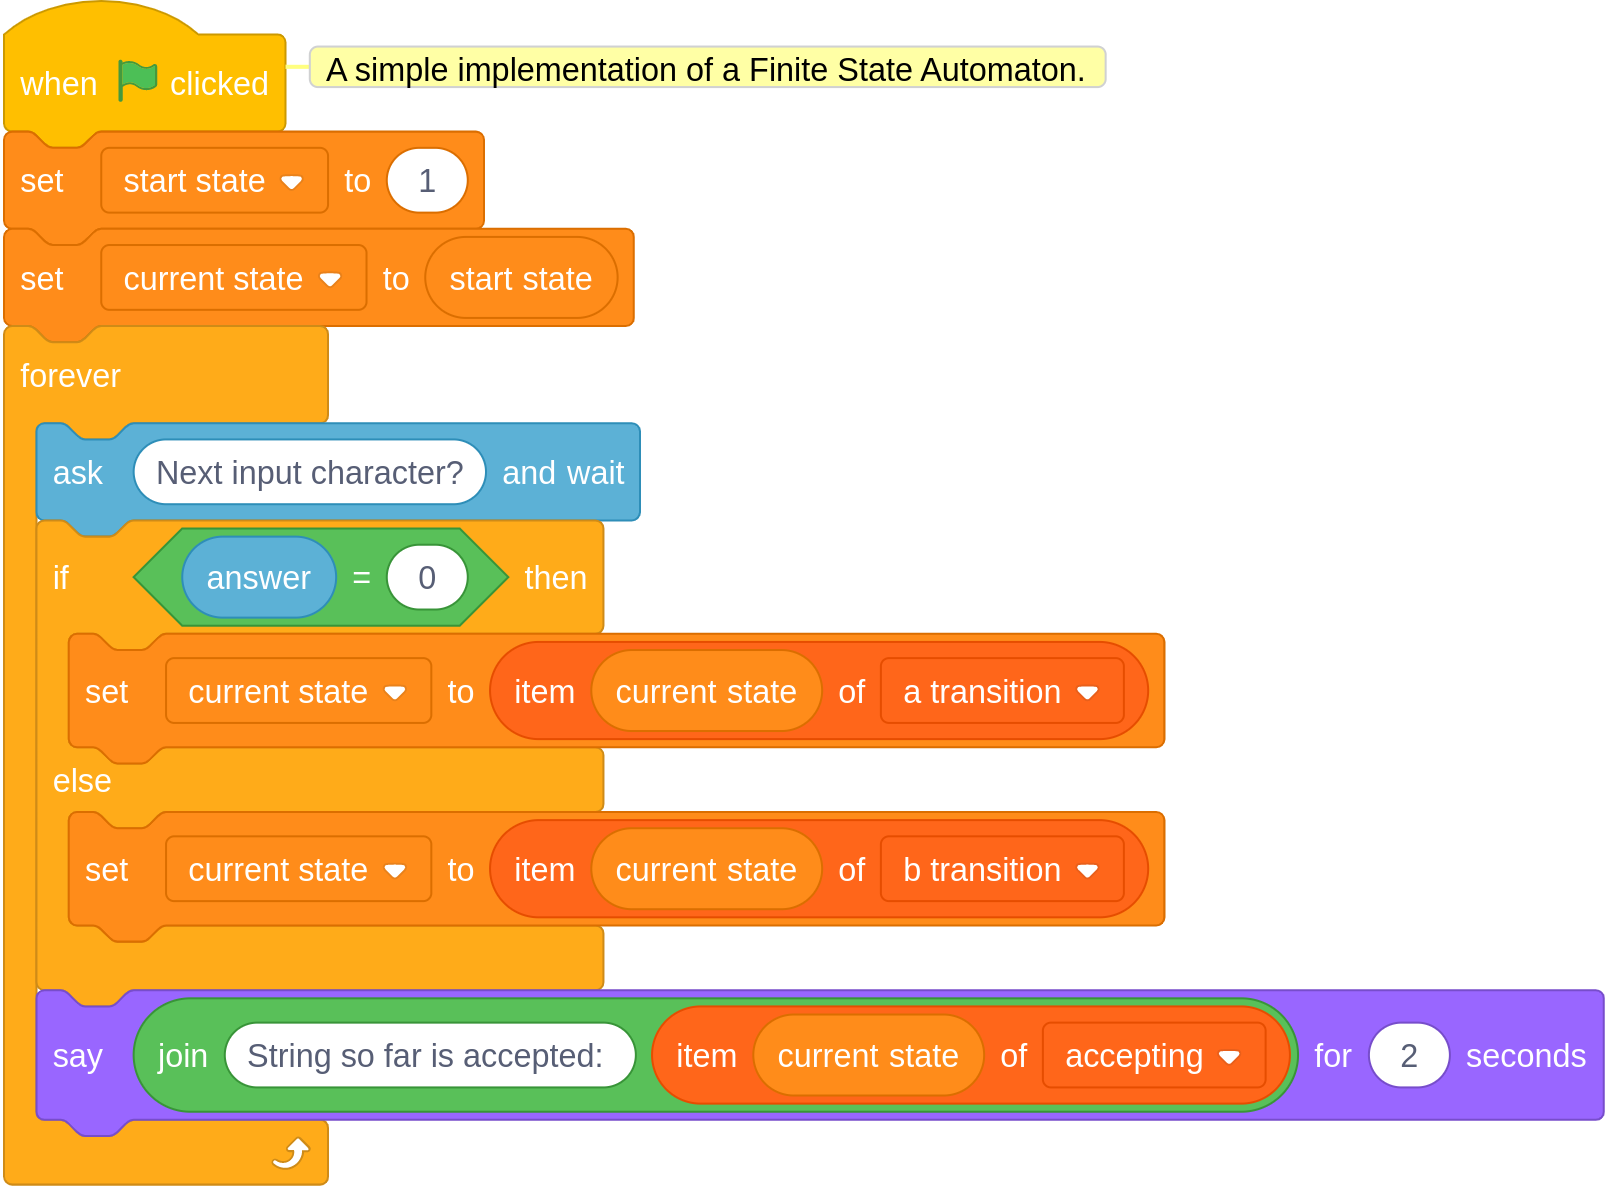 when clicked
A simple implementation of a Finite State Automaton.
set start state to 1
set current state to start state
forever
ask Next input character? and wait
if answer = 0 then
set current state to item current state of a transition
else
set current state to item current state of b transition
say join String so far is accepted: item current state of accepting for 2 seconds